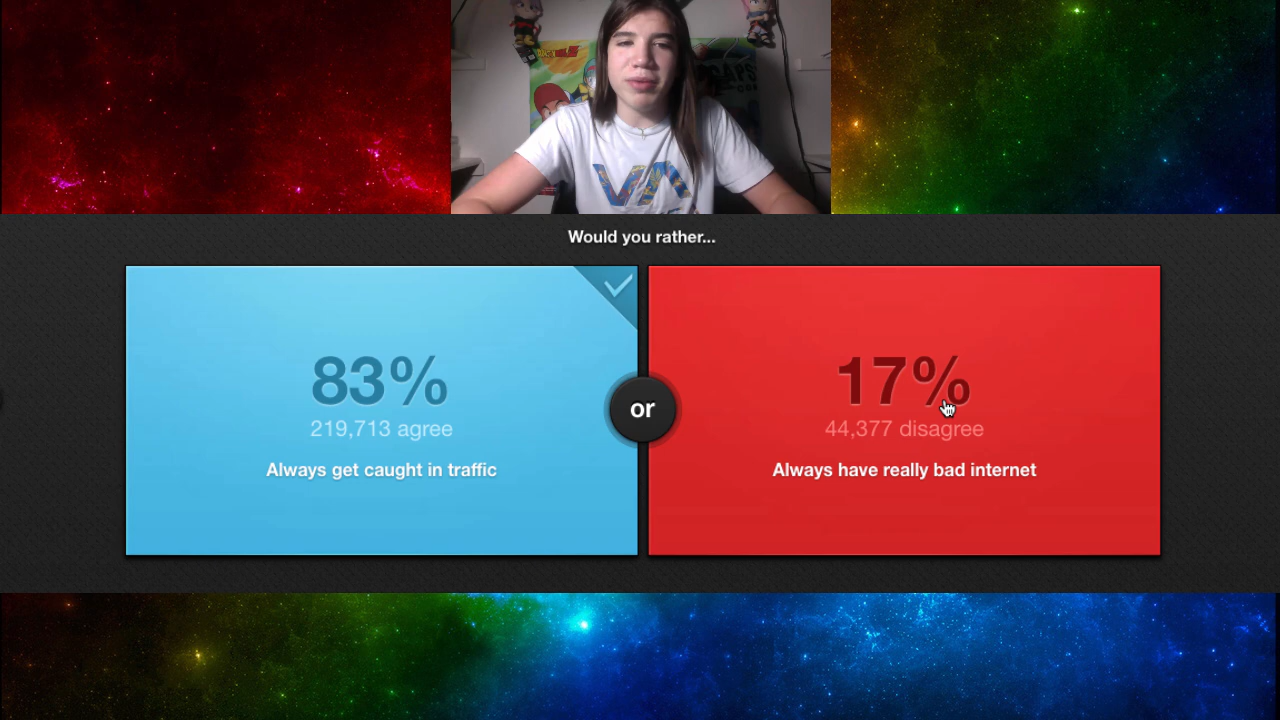 Would you rather...
83%
219,713 agree
Always get caught in traffic
or
17%
44,377 disagree
Always have really bad internet